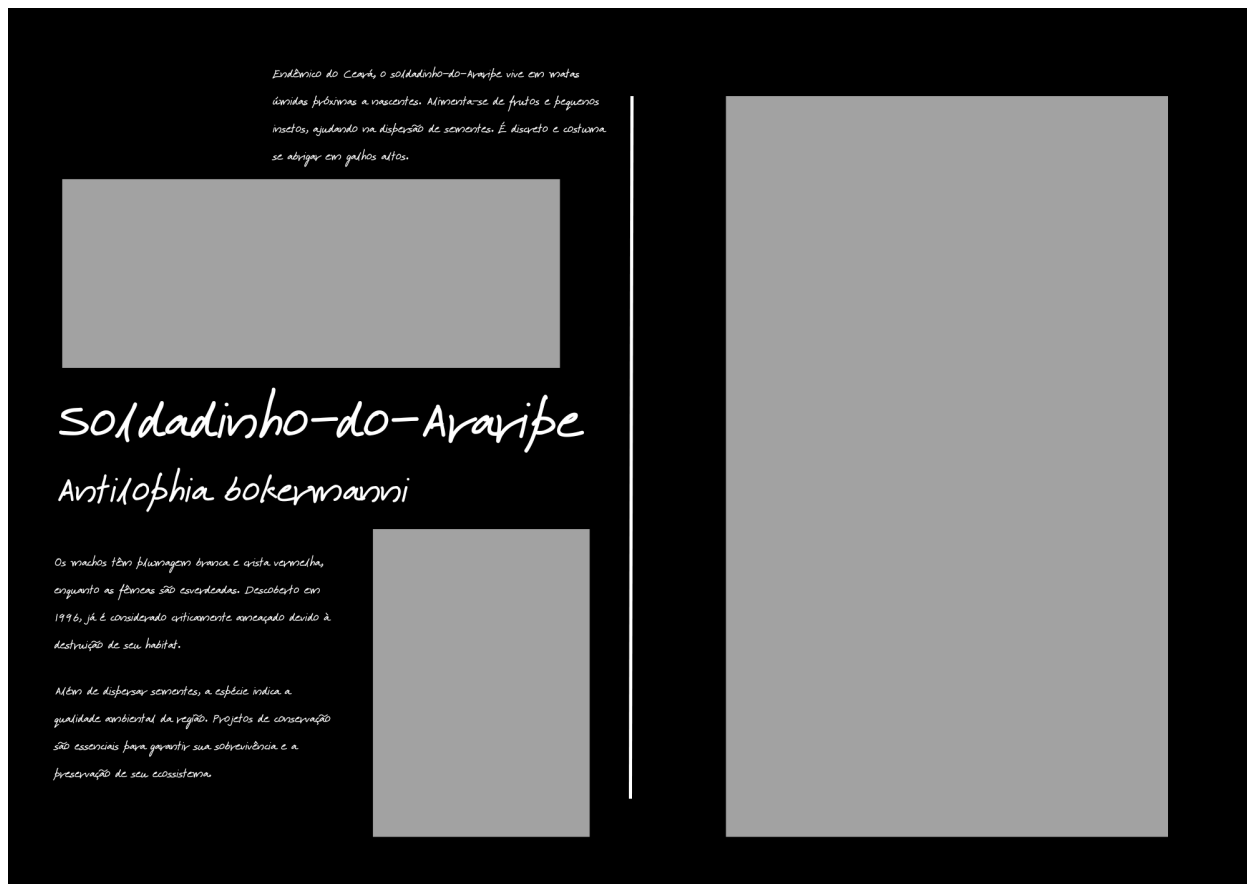 Endêmico do Ceará, o soldadinho-do-Araripe vive em matas
úmidas próximas a nascentes. Alimenta-se de frutos e pequenos
insetos, ajudando na dispersão de sementes. É discreto e costuma
se abrigar em galhos altos.
Soldadinho-do-Araripe
Antilophia bokermanni
Os machos têm plumagem branca e crista vermelha,
enquanto as fêmeas são esverdeadas. Descoberto em
1996, já é considerado criticamente ameaçado devido à
destruição de seu habitat.
Além de dispersar sementes, a espécie indica a
qualidade ambiental da região. Projetos de conservação
são essenciais para garantir sua sobrevivência e a
preservação de seu ecossistema.